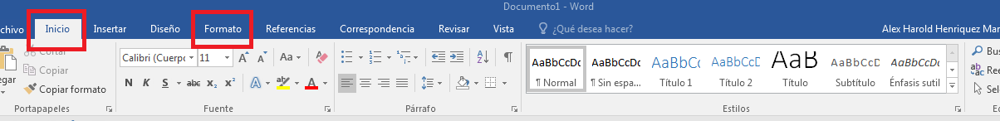 Documento1 - Word
chivo Inicio Insertar Diseño Formato Referencias Correspondencia Revisar Vista ¿Qué desea hacer? Alex Harold Henriquez Mar
Cortar
Copiar
egar
Copiar formato
Portapapeles
Calibri (Cuerpo 11 A A Aa A
N K S abc x₂ x² A ab A
Fuente
A Z ¶
Párrafo
AaBbCcDc AaBbCcDc AaBbCcDc AaBbCcD AaB AaBbCcD AaBbCcDc
¶ Normal ¶ Sin espa... Título 1 Título 2 Título Subtítulo Énfasis sutil
Estilos
Bus
Ree
Sel